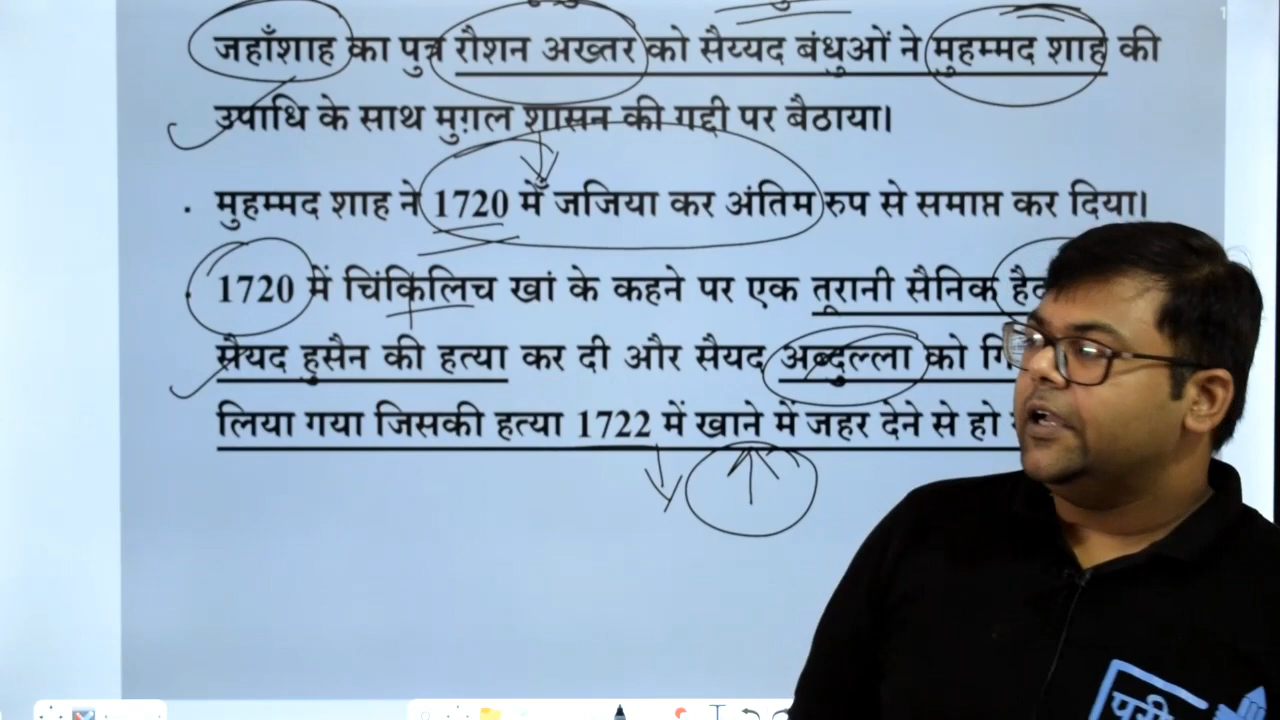 जहाँशाह का पुत्र रौशन अख्तर को सैय्यद बंधुओं ने मुहम्मद शाह की
उपाधि के साथ मुग़ल शासन की गद्दी पर बैठाया।
. मुहम्मद शाह ने 1720 में जजिया कर अंतिम रुप से समाप्त कर दिया।
. 1720 में चिंकिलिच खां के कहने पर एक तूरानी सैनिक
सैयद हुसैन की हत्या कर दी और सैयद अब्दुल्ला को
लिया गया जिसकी हत्या 1722 में खाने में जहर देने से हो